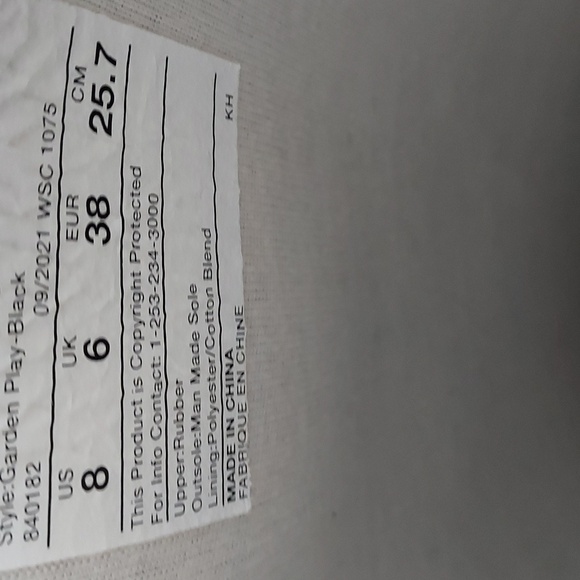 Style:Garden Play-Black
840182 09/2021 WSC 1075
US UK EUR CM
8 6 38 25.7
This Product is Copyright Protected
For Info Contact: 1-253-234-3000
Upper:Rubber
Outsole:Man Made Sole
Lining:Polyester/Cotton Blend
MADE IN CHINA KH
FABRIQUE EN CHINE